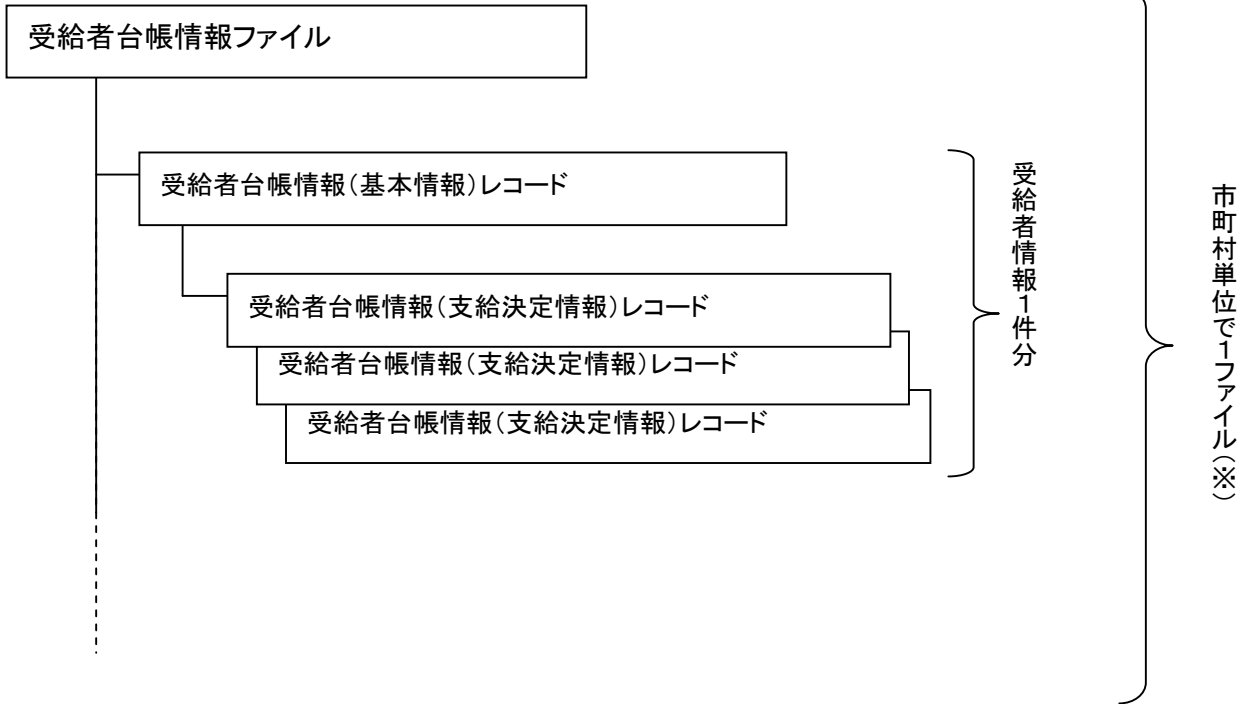 受給者台帳情報ファイル
受給者台帳情報（基本情報）レコード
受給者台帳情報（支給決定情報）レコード
受給者台帳情報（支給決定情報）レコード
受給者台帳情報（支給決定情報）レコード
受給者情報１件分
市町村単位で１ファイル（※）